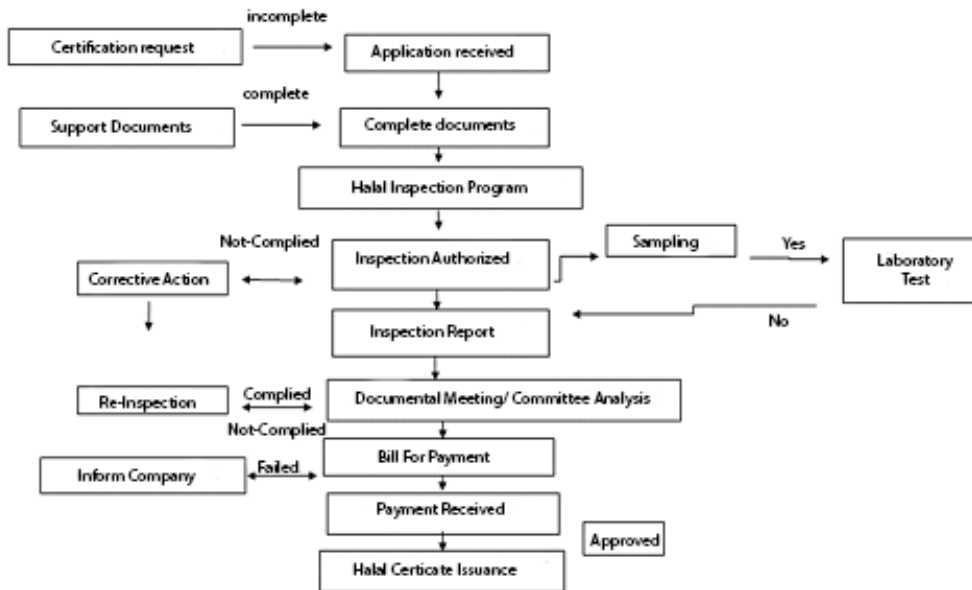 incomplete
Certification request
Application received
complete
Support Documents
Complete documents
Halal Inspection Program
Not-Complied
Inspection Authorized
Sampling
Yes
Laboratory
Test
Corrective Action
No
Inspection Report
Re-Inspection
Complied
Documental Meeting/ Committee Analysis
Not-Complied
Bill For Payment
Inform Company
Failed
Payment Received
Approved
Halal Certicate Issuance